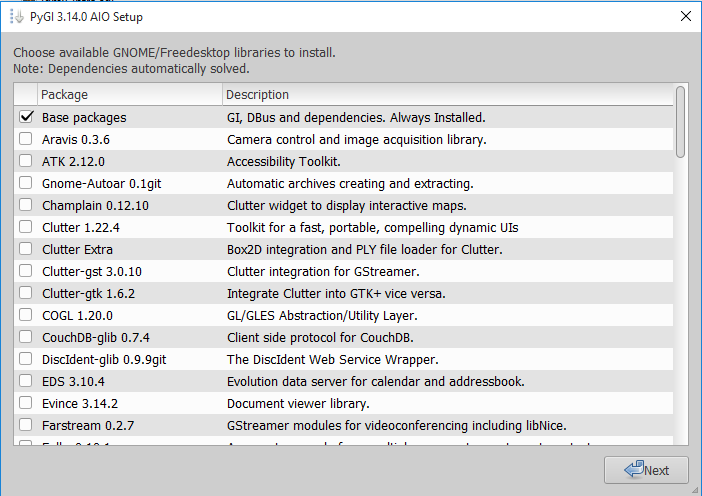 PyGI 3.14.0 AIO Setup
Choose available GNOME/Freedesktop libraries to install.
Note: Dependencies automatically solved.
Package Description
Base packages GI, DBus and dependencies. Always Installed.
Aravis 0.3.6 Camera control and image acquisition library.
ATK 2.12.0 Accessibility Toolkit.
Gnome-Autoar 0.1git Automatic archives creating and extracting.
Champlain 0.12.10 Clutter widget to display interactive maps.
Clutter 1.22.4 Toolkit for a fast, portable, compelling dynamic UIs
Clutter Extra Box2D integration and PLY file loader for Clutter.
Clutter-gst 3.0.10 Clutter integration for GStreamer.
Clutter-gtk 1.6.2 Integrate Clutter into GTK+ vice versa.
COGL 1.20.0 GL/GLES Abstraction/Utility Layer.
CouchDB-glib 0.7.4 Client side protocol for CouchDB.
DiscIdent-glib 0.9.9git The DiscIdent Web Service Wrapper.
EDS 3.10.4 Evolution data server for calendar and addressbook.
Evince 3.14.2 Document viewer library.
Farstream 0.2.7 GStreamer modules for videoconferencing including libNice.
Next